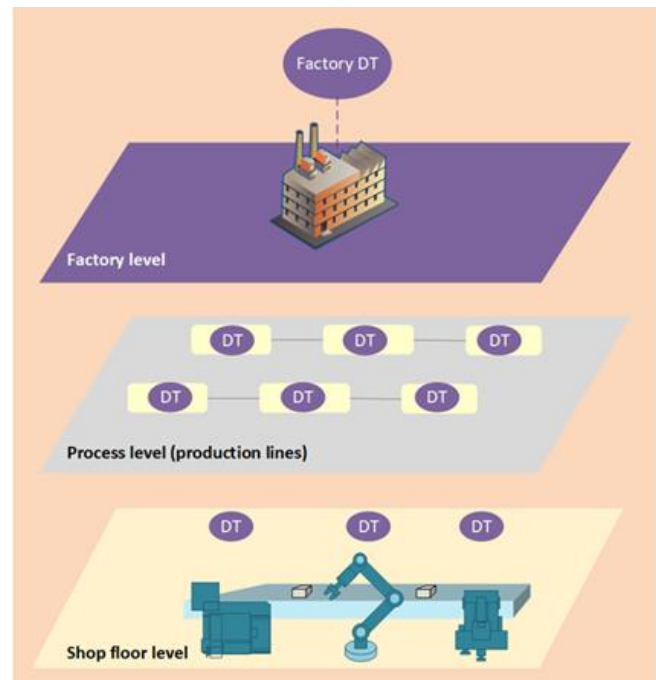 Factory DT
Factory level
DT DT DT
DT DT DT
Process level (production lines)
DT DT DT
Shop floor level